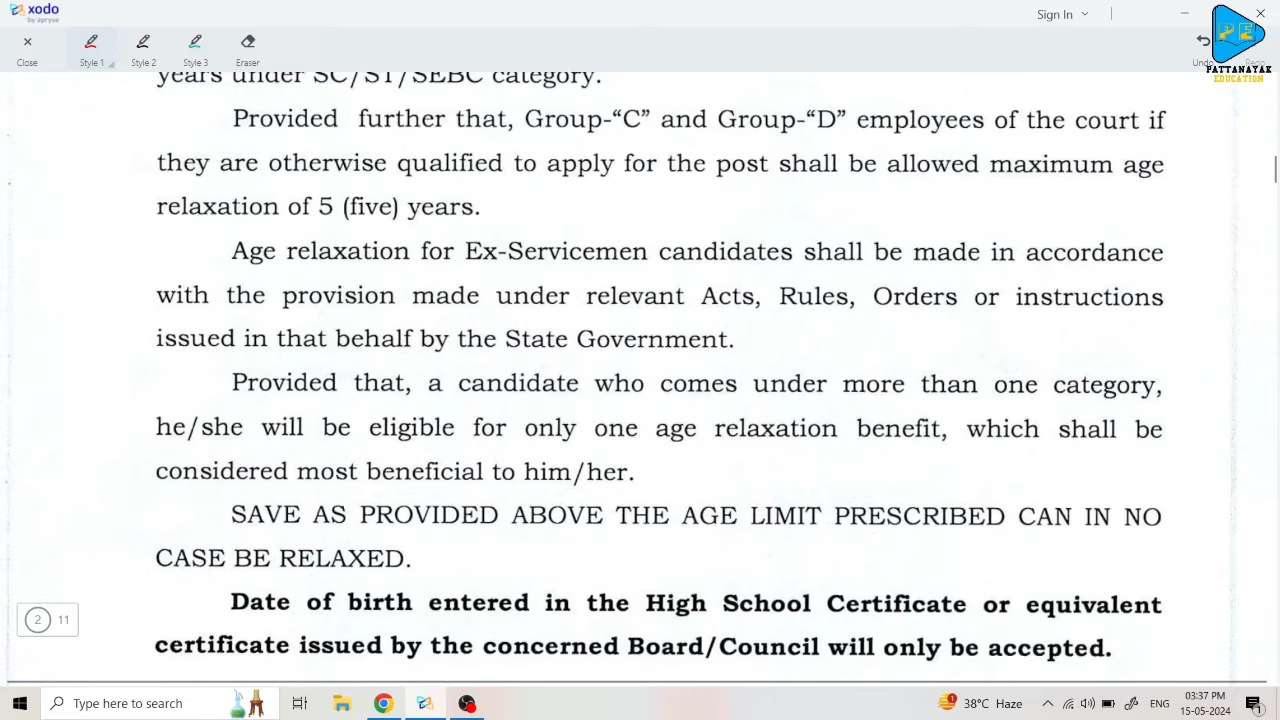 xodo
by apryse
Sign In
Close
Style 1
Style 2
Style 3
Eraser
Undo
PE
PATTANAYAK
EDUCATION
years under SC/ST/SEBC category.
Provided further that, Group-“C” and Group-“D” employees of the court if
they are otherwise qualified to apply for the post shall be allowed maximum age
relaxation of 5 (five) years.
Age relaxation for Ex-Servicemen candidates shall be made in accordance
with the provision made under relevant Acts, Rules, Orders or instructions
issued in that behalf by the State Government.
Provided that, a candidate who comes under more than one category,
he/she will be eligible for only one age relaxation benefit, which shall be
considered most beneficial to him/her.
SAVE AS PROVIDED ABOVE THE AGE LIMIT PRESCRIBED CAN IN NO
CASE BE RELAXED.
Date of birth entered in the High School Certificate or equivalent
certificate issued by the concerned Board/Council will only be accepted.
2 11
Type here to search
1
38°C Haze
ENG
03:37 PM
15-05-2024
1